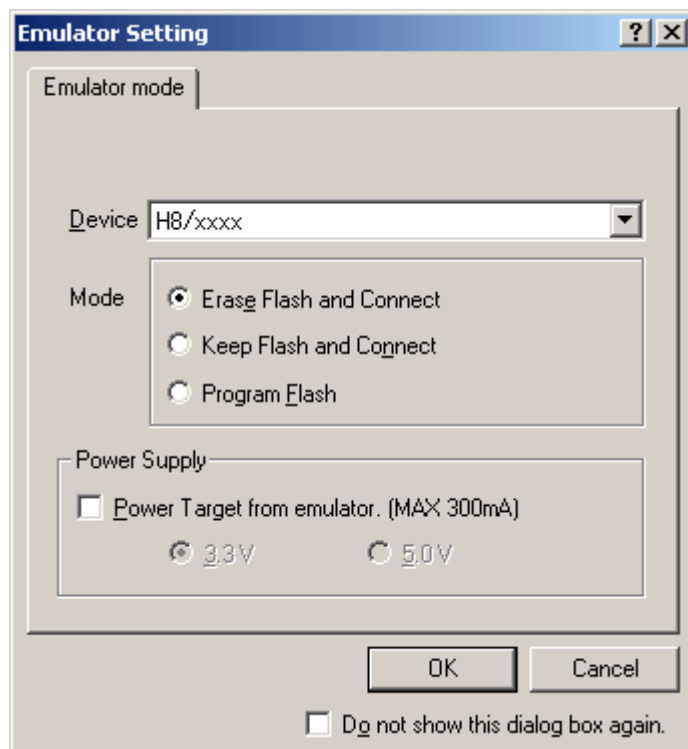 Emulator Setting
Emulator mode
Device H8/xxxx
Mode
Erase Flash and Connect
Keep Flash and Connect
Program Flash
Power Supply
Power Target from emulator. (MAX 300mA)
3.3V 5.0V
OK Cancel
Do not show this dialog box again.